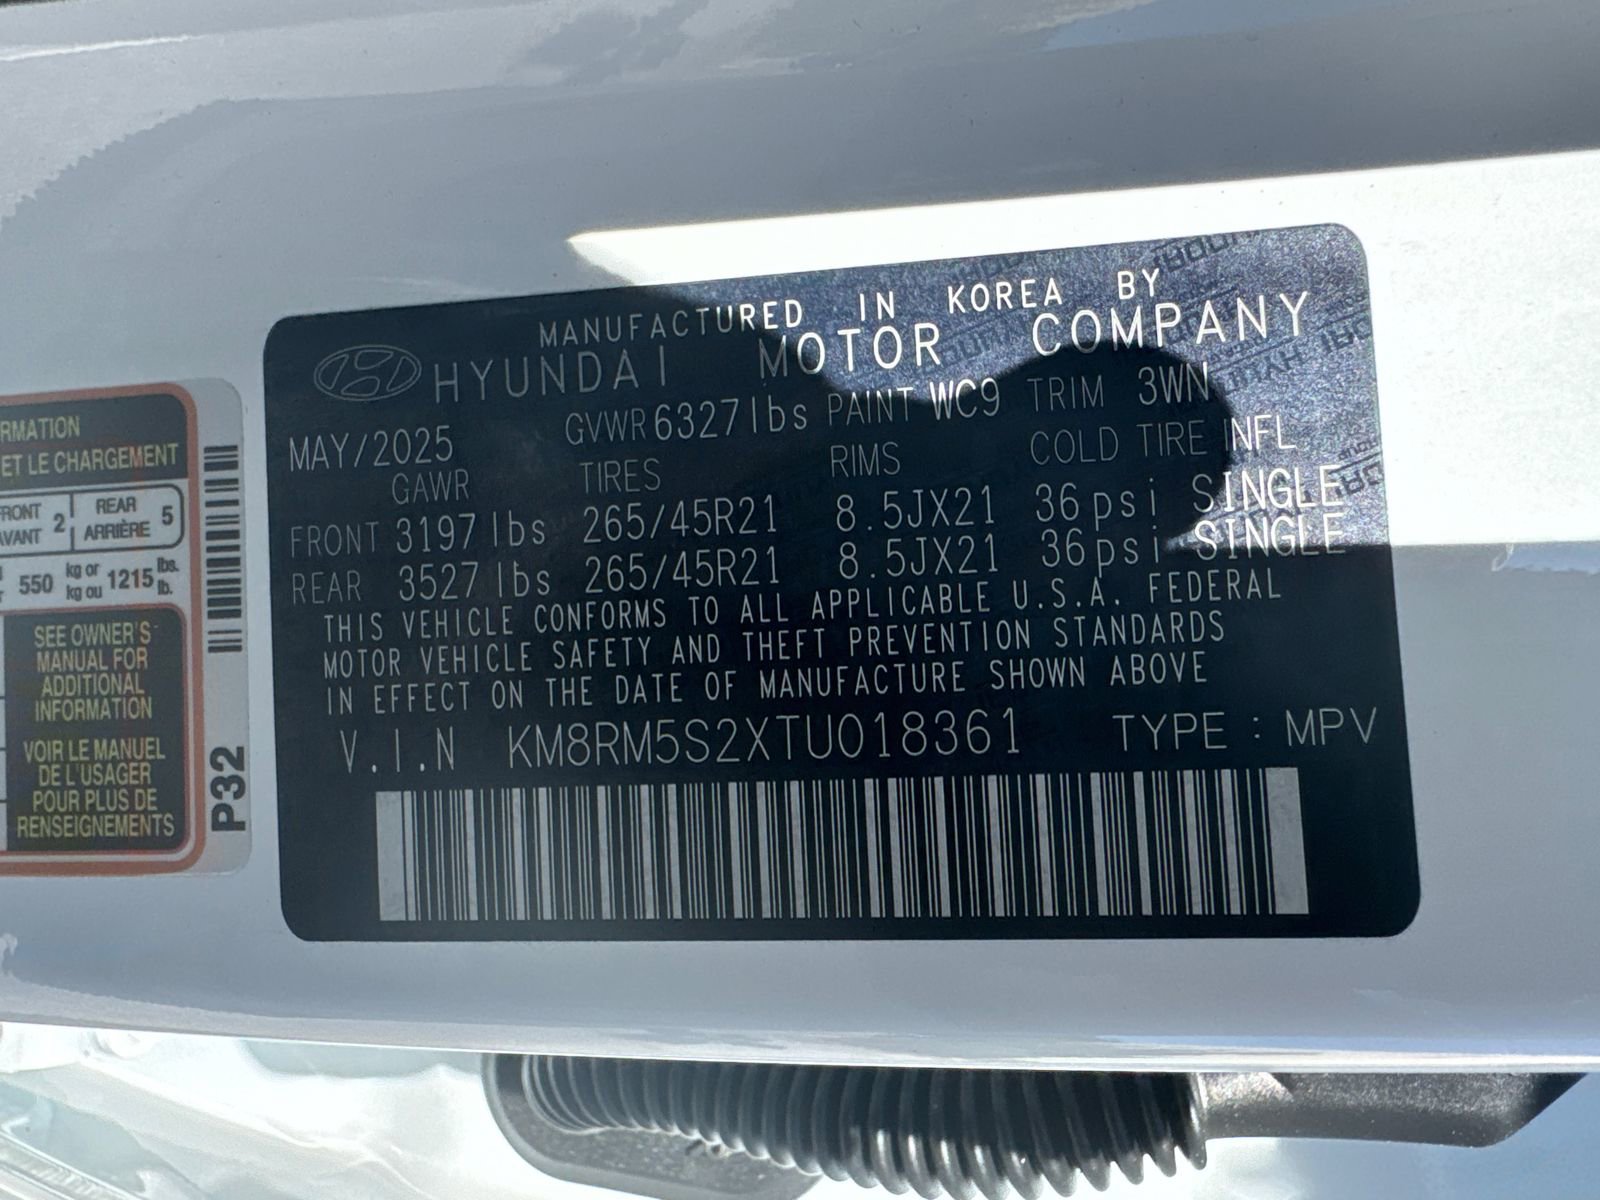 RMATION
ET LE CHARGEMENT
FRONT AVANT 2 REAR ARRIÈRE 5
550 kg or kg ou 1215 lbs. lb.
SEE OWNER'S
MANUAL FOR
ADDITIONAL
INFORMATION
VOIR LE MANUEL
DE L'USAGER
POUR PLUS DE
RENSEIGNEMENTS
P32
MANUFACTURED IN KOREA BY
HYUNDAI MOTOR COMPANY
MAY/2025 GVWR 6327lbs PAINT WC9 TRIM 3WN
GAWR TIRES RIMS COLD TIRE INFL
FRONT 3197 lbs 265/45R21 8.5JX21 36psi SINGLE
REAR 3527 lbs 265/45R21 8.5JX21 36psi SINGLE
THIS VEHICLE CONFORMS TO ALL APPLICABLE U.S.A. FEDERAL
MOTOR VEHICLE SAFETY AND THEFT PREVENTION STANDARDS
IN EFFECT ON THE DATE OF MANUFACTURE SHOWN ABOVE
V.I.N KM8RM5S2XTU018361 TYPE : MPV